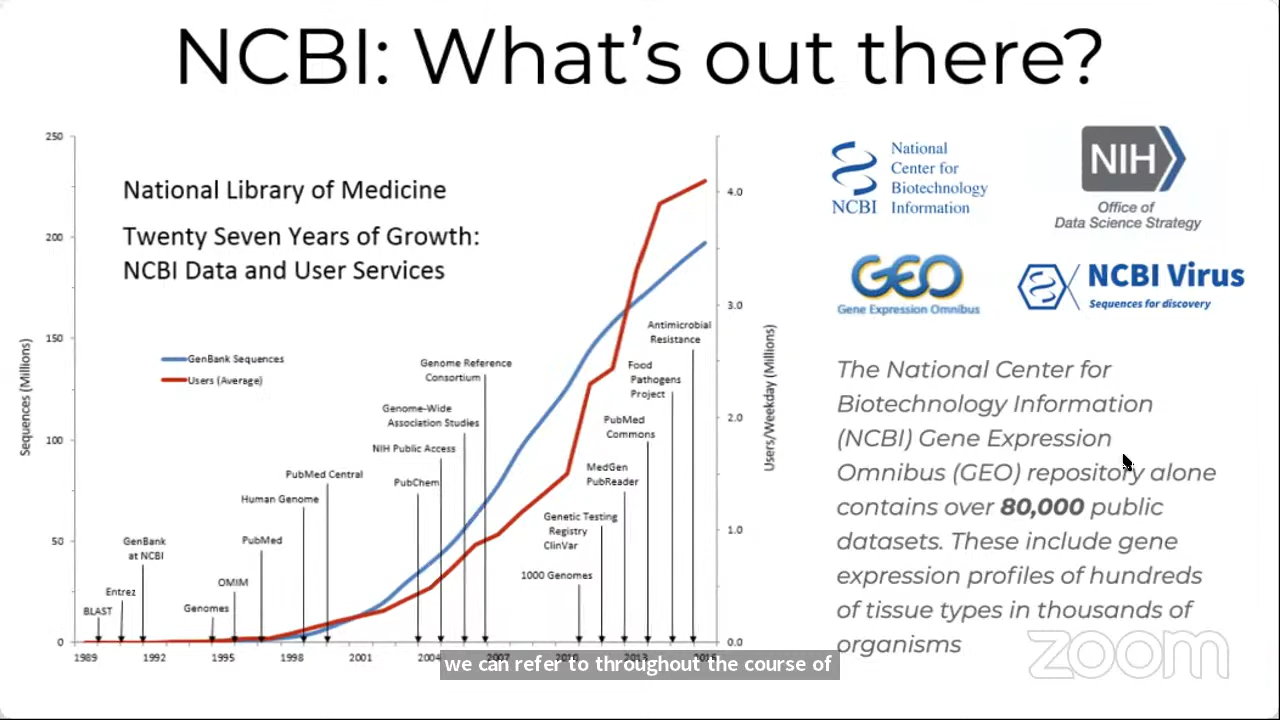 NCBI: What's out there?
250
200
150
100
50
0
Sequences (Millions)
National Library of Medicine
Twenty Seven Years of Growth:
NCBI Data and User Services
GenBank Sequences
Users (Average)
BLAST
Entrez
GenBank
at NCBI
Genomes
OMIM
PubMed
Human Genome
PubMed Central
PubChem
NIH Public Access
Genome-Wide
Association Studies
Genome Reference
Consortium
1000 Genomes
Genetic Testing
Registry
ClinVar
MedGen
PubReader
PubMed
Commons
Food
Pathogens
Project
Antimicrobial
Resistance
4.0
3.0
2.0
1.0
0.0
Users/Weekday (Millions)
1989 1992 1995 1998 2001 2004 2007 2010 2013
National
Center for
Biotechnology
Information
NCBI
NIH
Office of
Data Science Strategy
GEO
Gene Expression Omnibus
NCBI Virus
Sequences for discovery
The National Center for
Biotechnology Information
(NCBI) Gene Expression
Omnibus (GEO) repository alone
contains over 80,000 public
datasets. These include gene
expression profiles of hundreds
of tissue types in thousands of
organisms
zoom
we can refer to throughout the course of